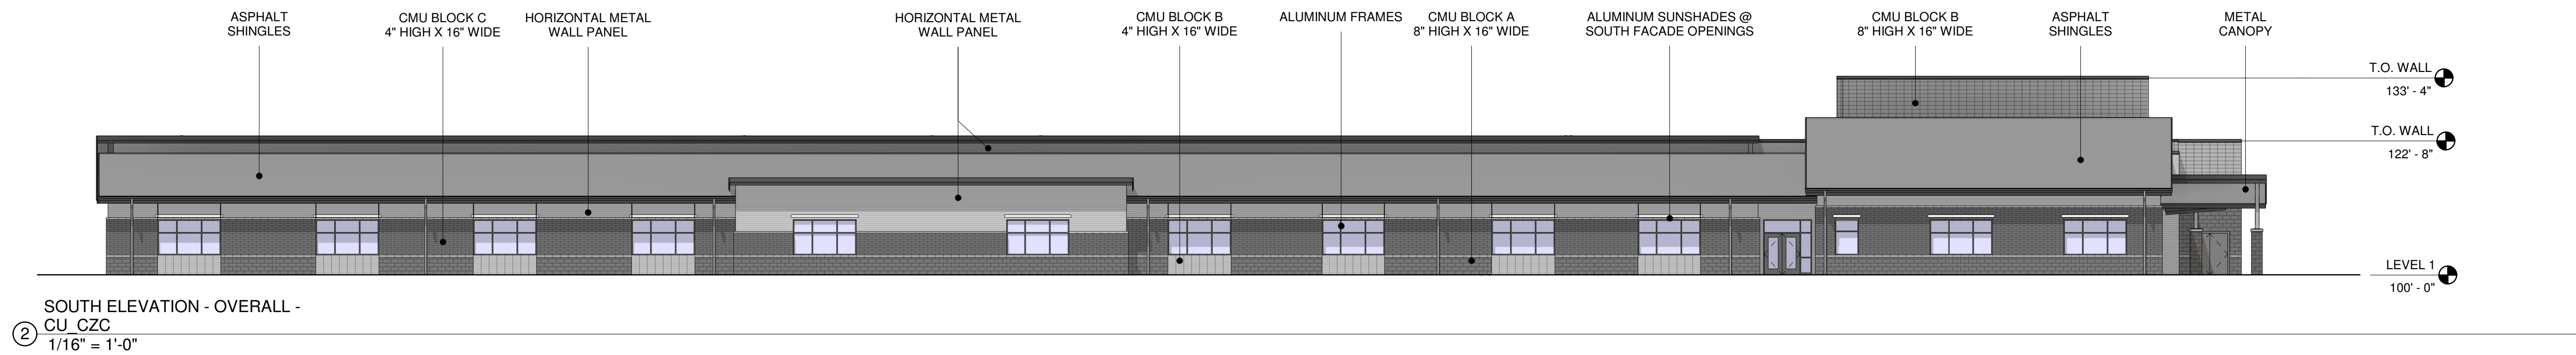 ASPHALT
SHINGLES
CMU BLOCK C
4" HIGH X 16" WIDE
HORIZONTAL METAL
WALL PANEL
HORIZONTAL METAL
WALL PANEL
CMU BLOCK B
4" HIGH X 16" WIDE
ALUMINUM FRAMES
CMU BLOCK A
8" HIGH X 16" WIDE
ALUMINUM SUNSHADES @
SOUTH FACADE OPENINGS
CMU BLOCK B
8" HIGH X 16" WIDE
ASPHALT
SHINGLES
METAL
CANOPY
T.O. WALL
133' - 4"
T.O. WALL
122' - 8"
LEVEL 1
100' - 0"
2
SOUTH ELEVATION - OVERALL -
CU_CZC
1/16" = 1'-0"